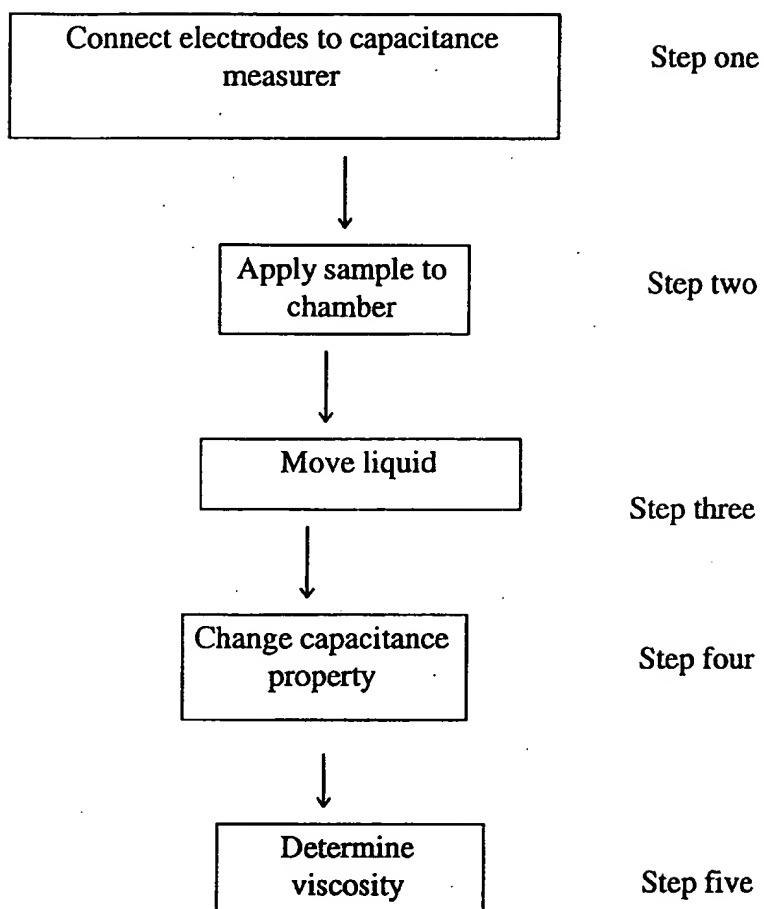 Connect electrodes to capacitance
measurer
Step one
Apply sample to
chamber
Step two
Move liquid
Step three
Change capacitance
property
Step four
Determine
viscosity
Step five